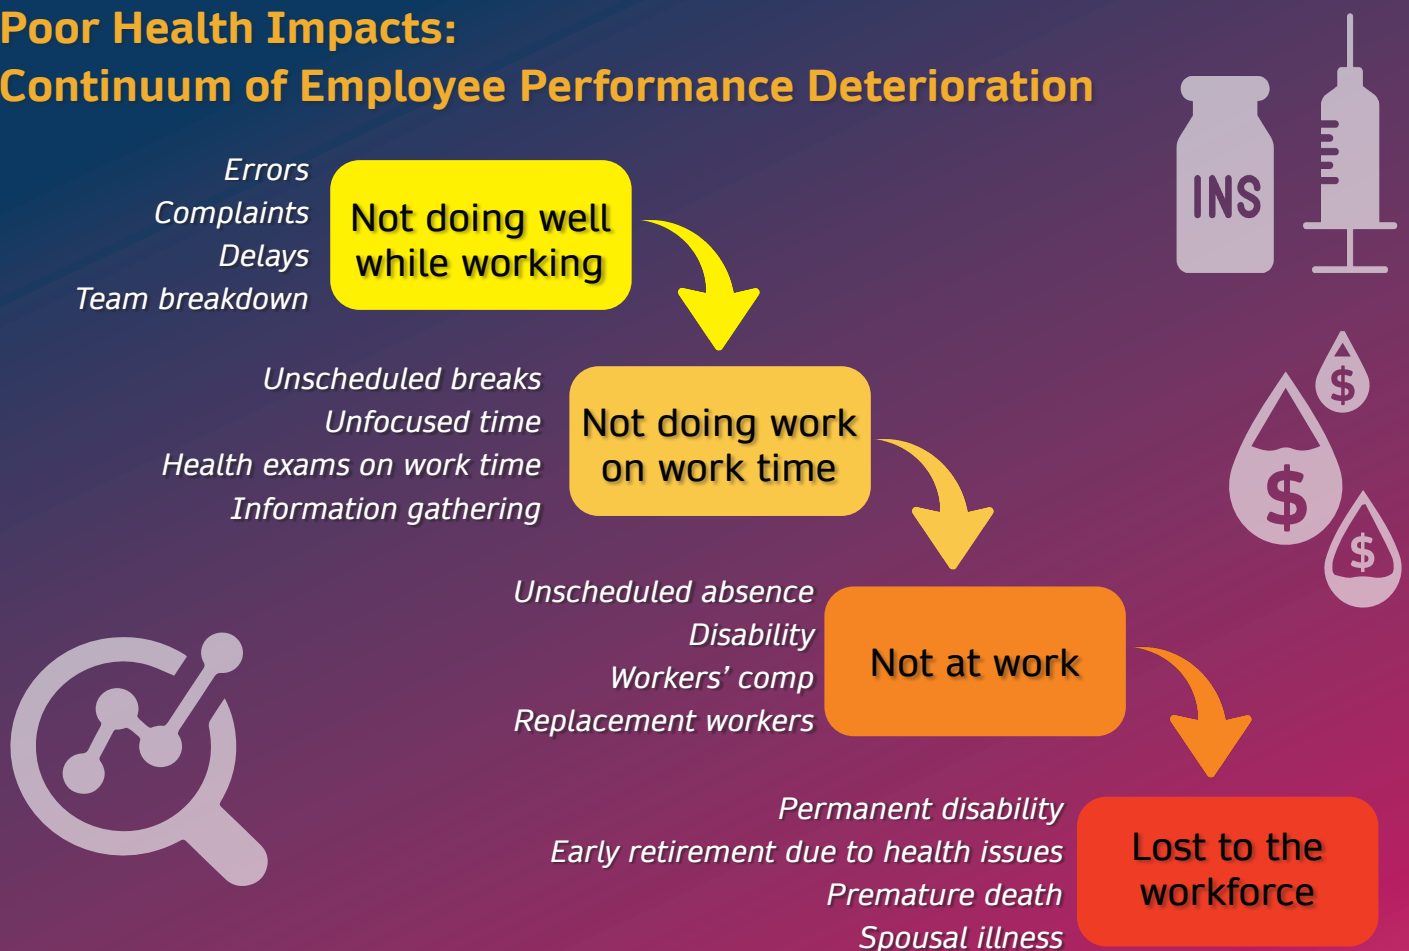 Poor Health Impacts:
Continuum of Employee Performance Deterioration
INS
Errors
Complaints
Delays
Team breakdown
Not doing well
while working
Unscheduled breaks
Unfocused time
Health exams on work time
Information gathering
Not doing work
on work time
$
$
$
Unscheduled absence
Disability
Workers’ comp
Replacement workers
Not at work
Permanent disability
Early retirement due to health issues
Premature death
Spousal illness
Lost to the
workforce